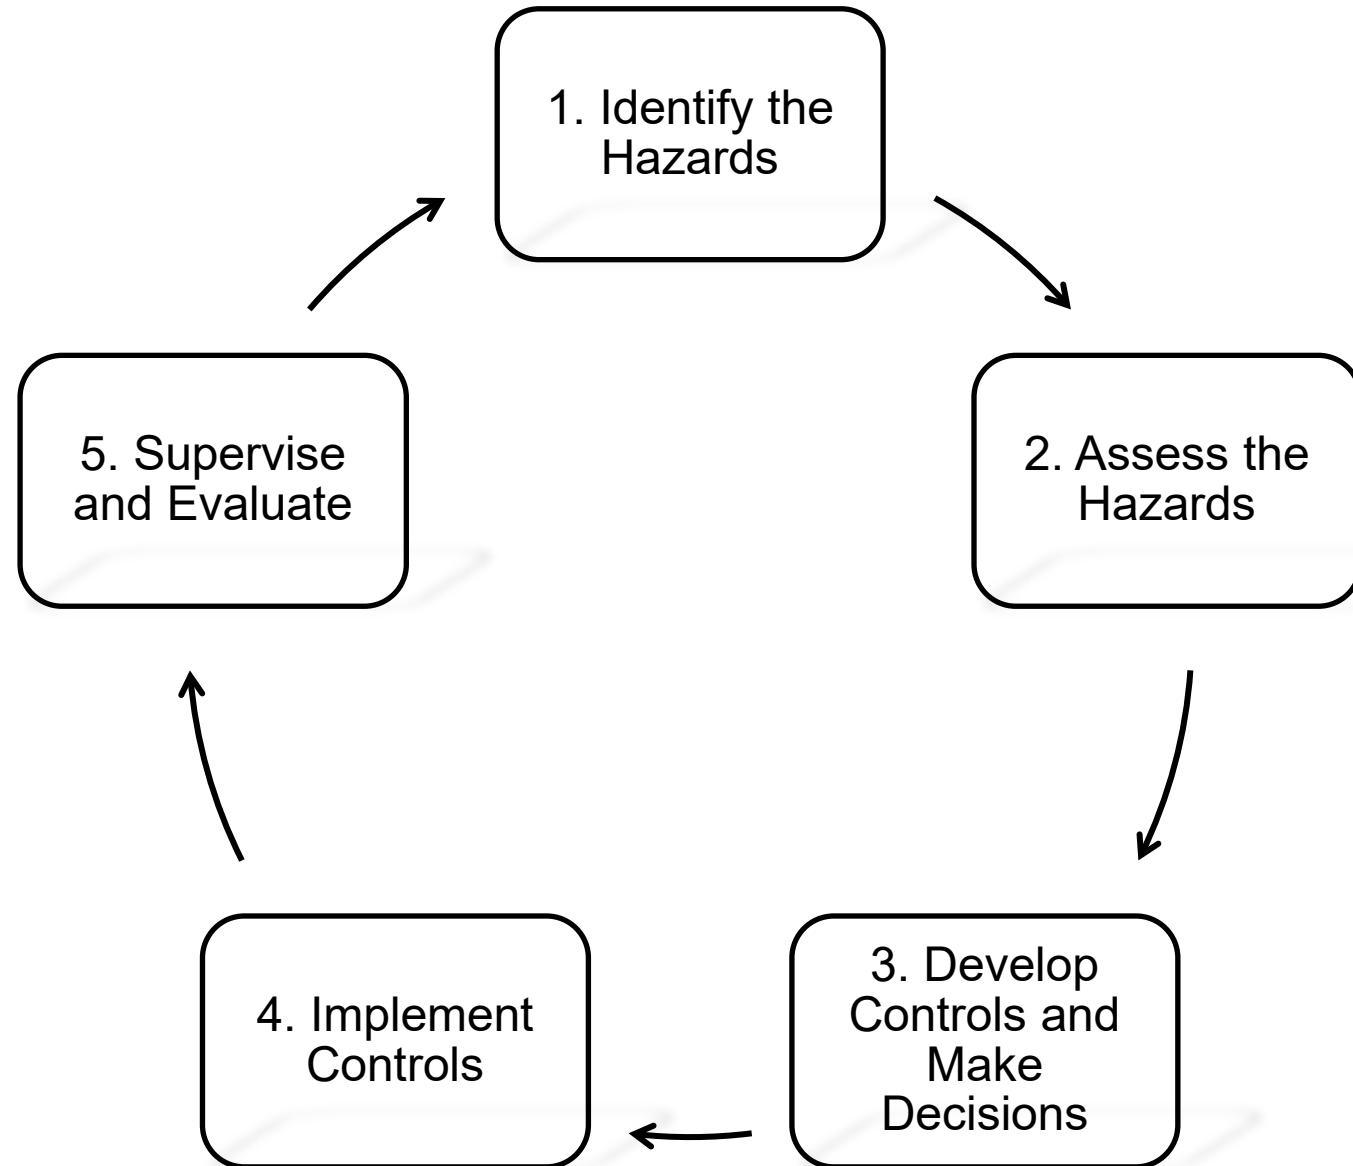 1. Identify the
Hazards
2. Assess the
Hazards
3. Develop
Controls and
Make
Decisions
4. Implement
Controls
5. Supervise
and Evaluate